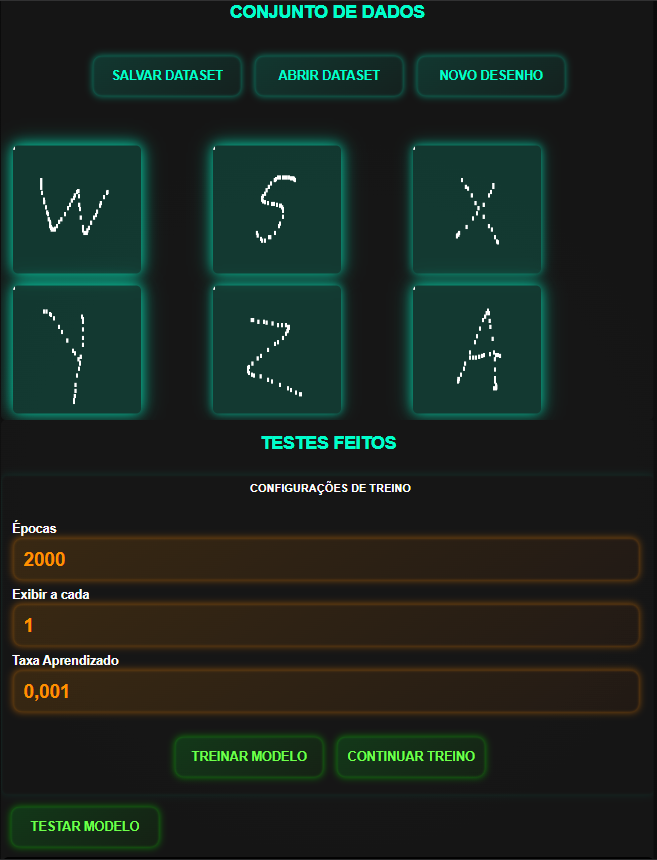 CONJUNTO DE DADOS
SALVAR DATASET ABRIR DATASET NOVO DESENHO
W S X
Y Z A
TESTES FEITOS
CONFIGURAÇÕES DE TREINO
Épocas
2000
Exibir a cada
1
Taxa Aprendizado
0,001
TREINAR MODELO CONTINUAR TREINO
TESTAR MODELO